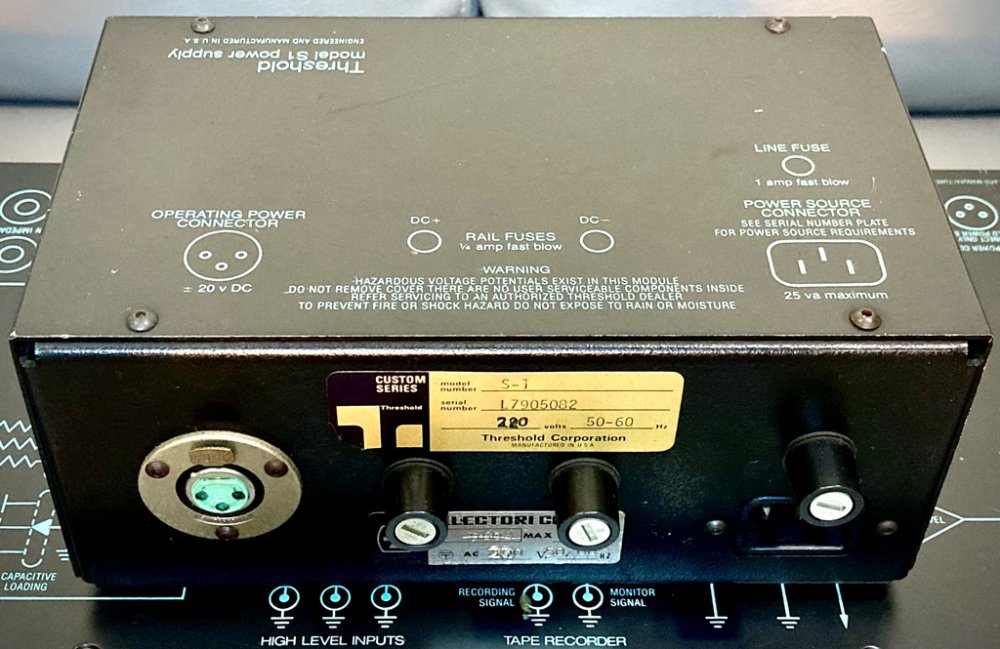 Threshold
model S1 power supply
ENGINEERED AND MANUFACTURED IN U.S.A.
LINE FUSE
1 amp fast blow
OPERATING POWER
CONNECTOR
± 20 v DC
DC+
RAIL FUSES
¼ amp fast blow
DC−
POWER SOURCE
CONNECTOR
SEE SERIAL NUMBER PLATE
FOR POWER SOURCE REQUIREMENTS
25 va maximum
WARNING
HAZARDOUS VOLTAGE POTENTIALS EXIST IN THIS MODULE
DO NOT REMOVE COVER THERE ARE NO USER SERVICEABLE COMPONENTS INSIDE
REFER SERVICING TO AN AUTHORIZED THRESHOLD DEALER
TO PREVENT FIRE OR SHOCK HAZARD DO NOT EXPOSE TO RAIN OR MOISTURE
CUSTOM
SERIES
Threshold
model
number S-1
serial
number L7905082
220 volts 50-60 Hz
Threshold Corporation
MANUFACTURED IN U.S.A.
MAX
AC
HZ
CAPACITIVE
LOADING
HIGH LEVEL INPUTS
RECORDING
SIGNAL
MONITOR
SIGNAL
TAPE RECORDER